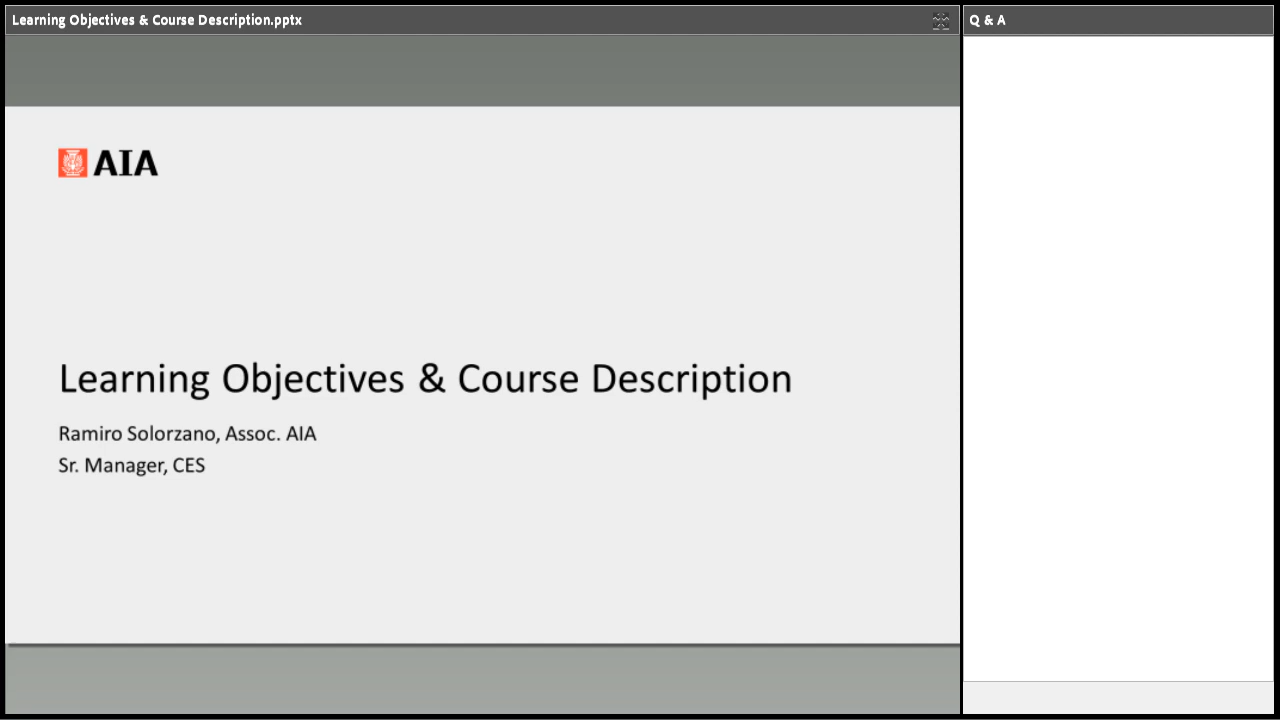 Learning Objectives & Course Description.pptx
Q & A
AIA
Learning Objectives & Course Description
Ramiro Solorzano, Assoc. AIA
Sr. Manager, CES